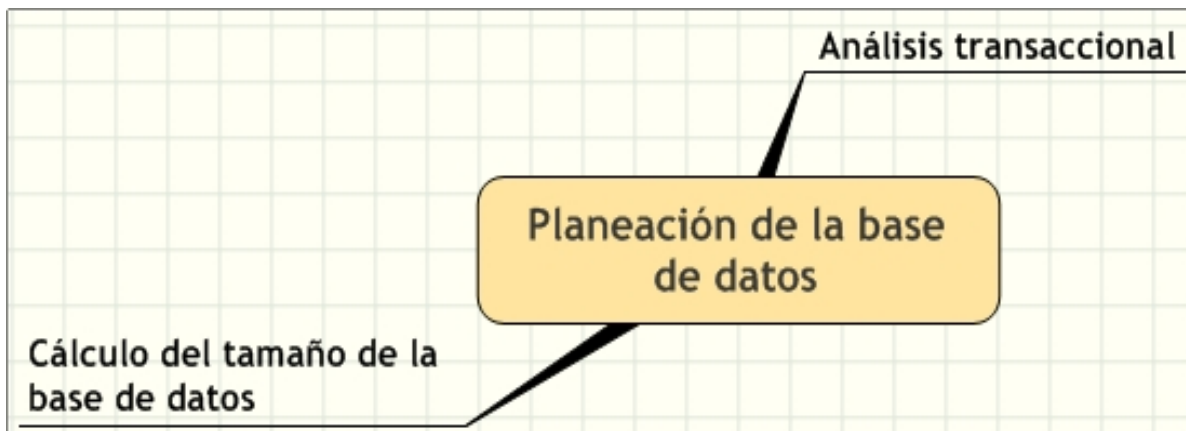 Análisis transaccional
Planeación de la base
de datos
Cálculo del tamaño de la
base de datos